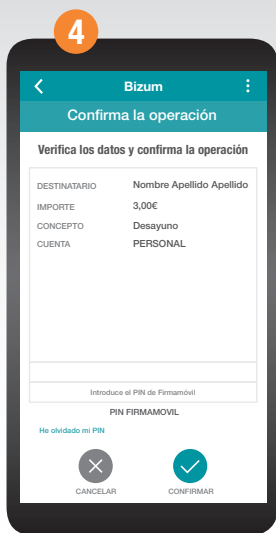 4
Bizum
Confirma la operación
Verifica los datos y confirma la operación
DESTINATARIO Nombre Apellido Apellido
IMPORTE 3,00€
CONCEPTO Desayuno
CUENTA PERSONAL
Introduce el PIN de Firmamóvil
PIN FIRMAMOVIL
He olvidado mi PIN
CANCELAR CONFIRMAR